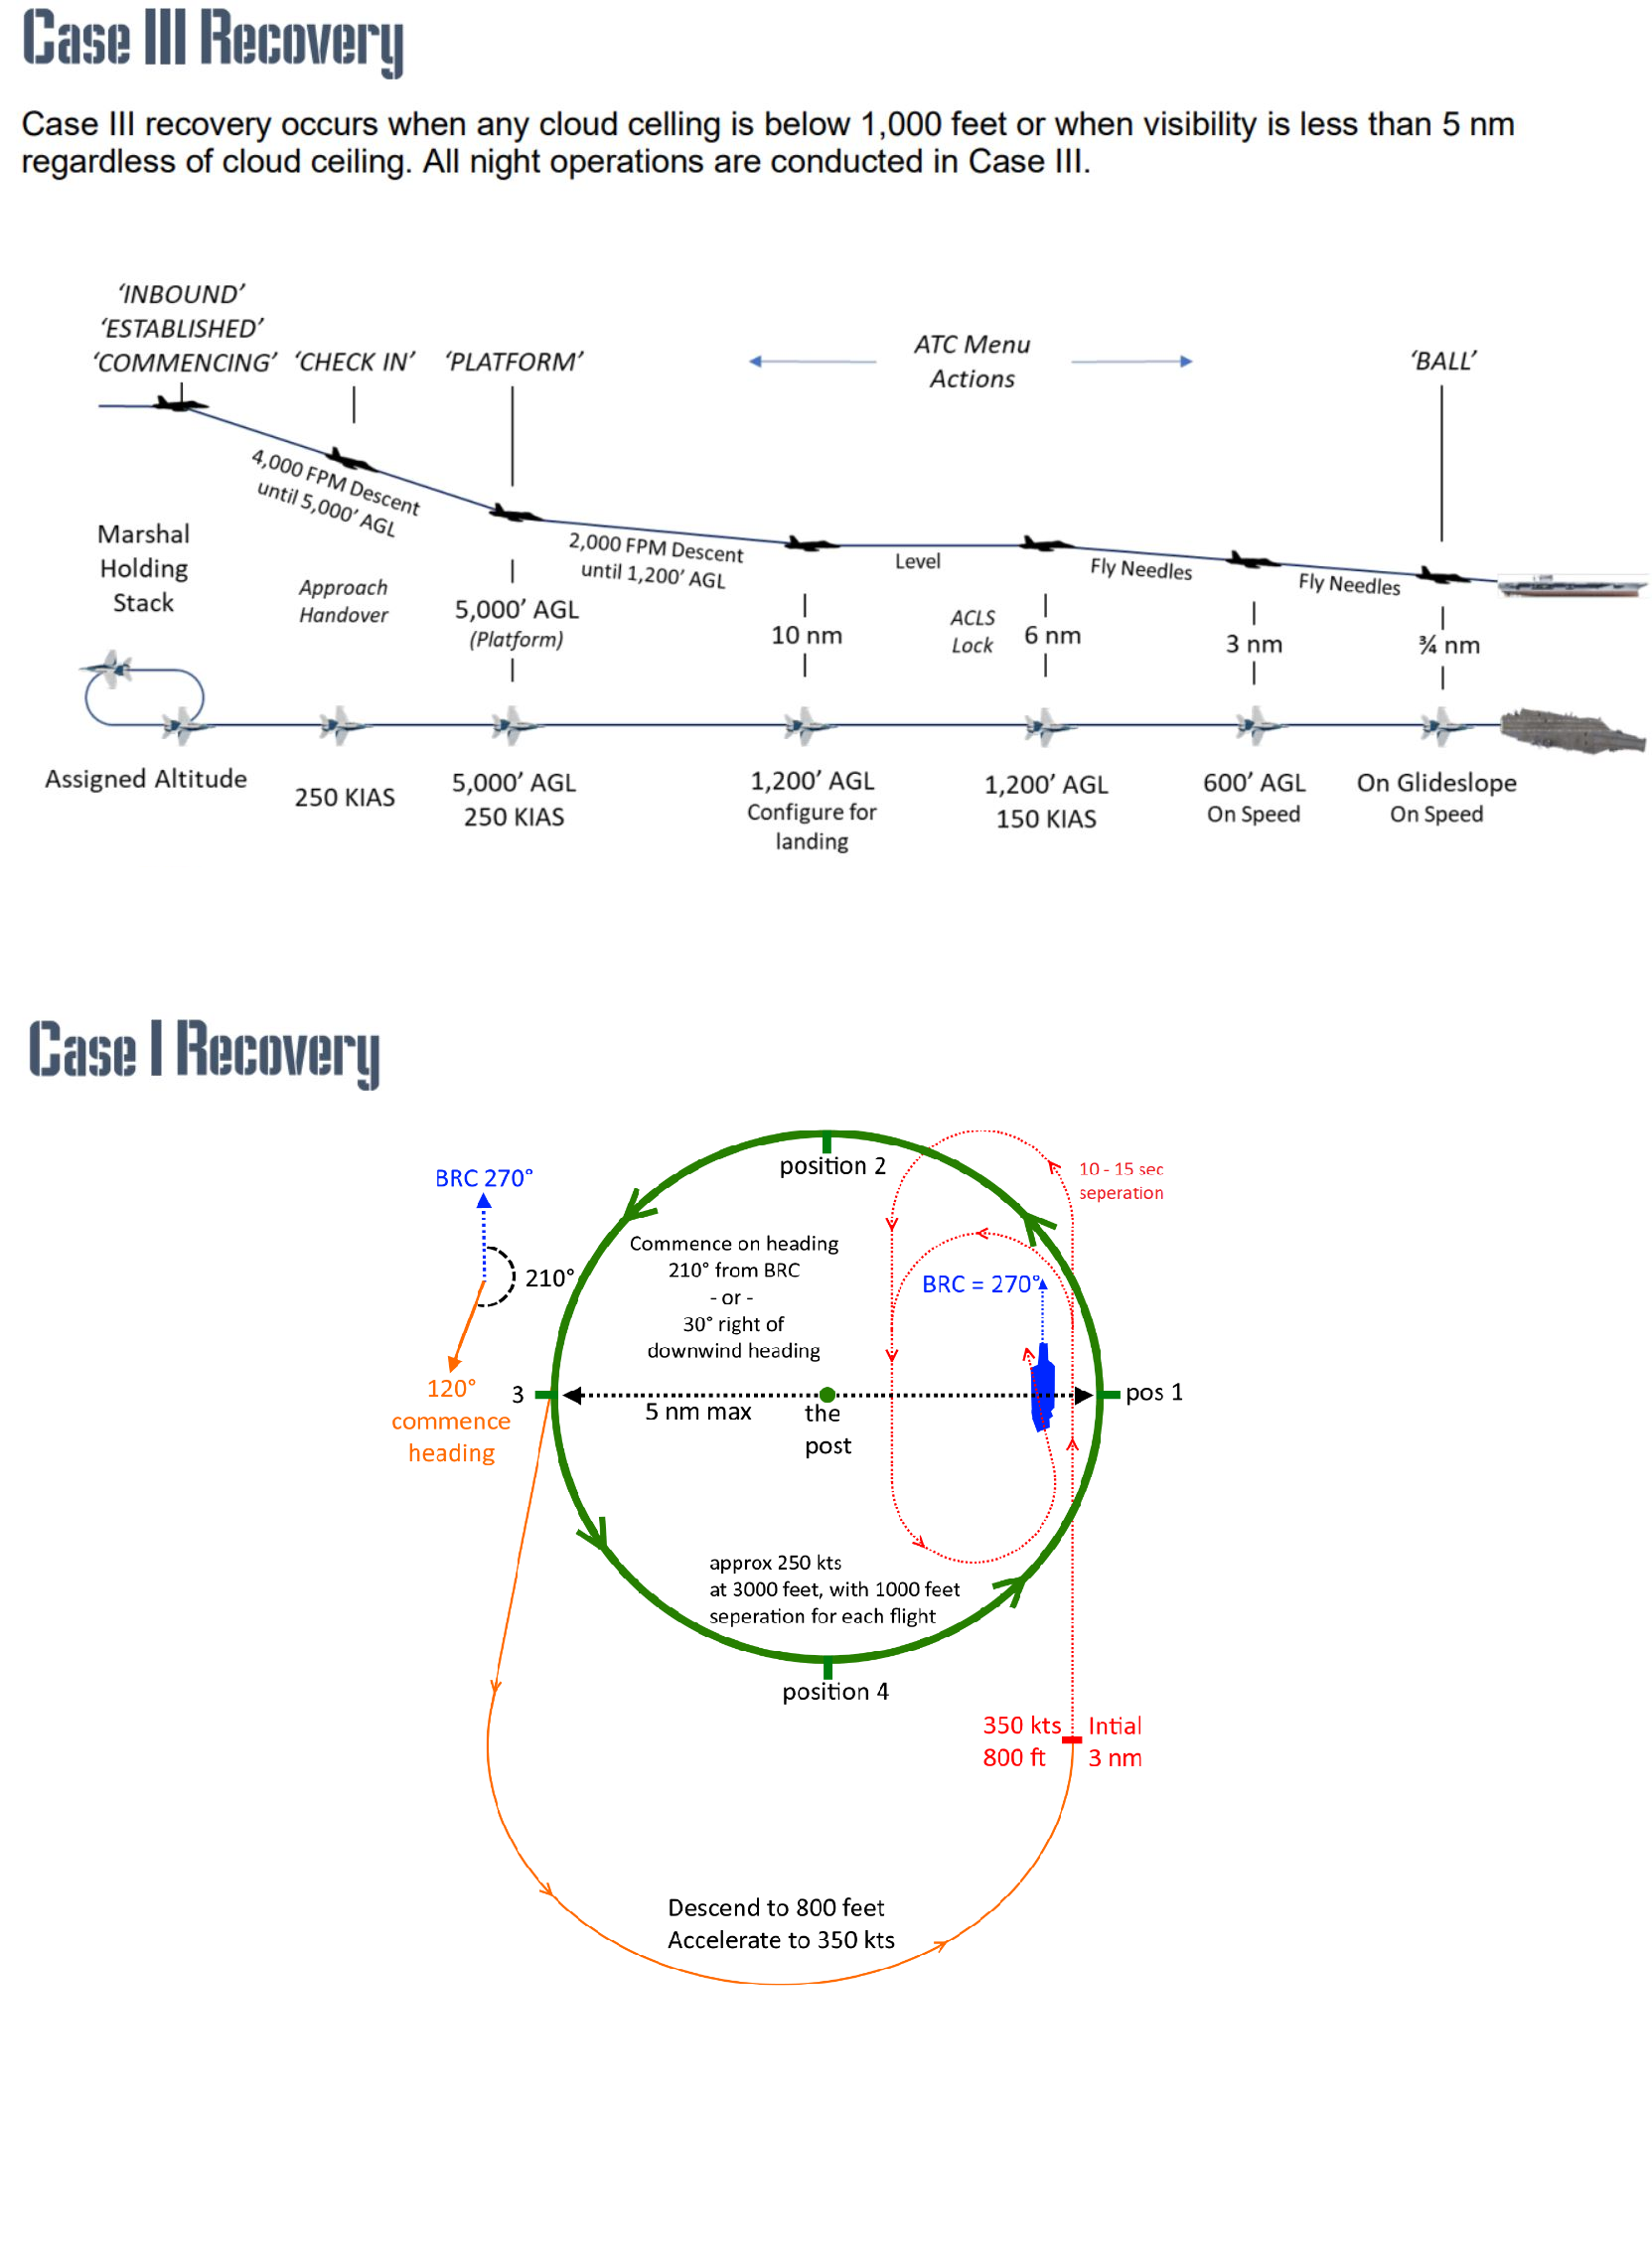 Case III Recovery
Case III recovery occurs when any cloud celling is below 1,000 feet or when visibility is less than 5 nm
regardless of cloud ceiling. All night operations are conducted in Case III.
‘INBOUND’
‘ESTABLISHED’
‘COMMENCING’
‘CHECK IN’
‘PLATFORM’
ATC Menu
Actions
‘BALL’
4,000 FPM Descent
until 5,000’ AGL
2,000 FPM Descent
until 1,200’ AGL
Level
Fly Needles
Fly Needles
Marshal
Holding
Stack
Approach
Handover
5,000’ AGL
(Platform)
10 nm
ACLS
Lock
6 nm
3 nm
¾ nm
Assigned Altitude
250 KIAS
5,000’ AGL
250 KIAS
1,200’ AGL
Configure for
landing
1,200’ AGL
150 KIAS
600’ AGL
On Speed
On Glideslope
On Speed
Case I Recovery
BRC 270°
210°
120°
commence
heading
position 2
10 - 15 sec
seperation
Commence on heading
210° from BRC
- or -
30° right of
downwind heading
BRC = 270°
3
5 nm max
the
post
pos 1
approx 250 kts
at 3000 feet, with 1000 feet
seperation for each flight
position 4
350 kts
800 ft
Intial
3 nm
Descend to 800 feet
Accelerate to 350 kts